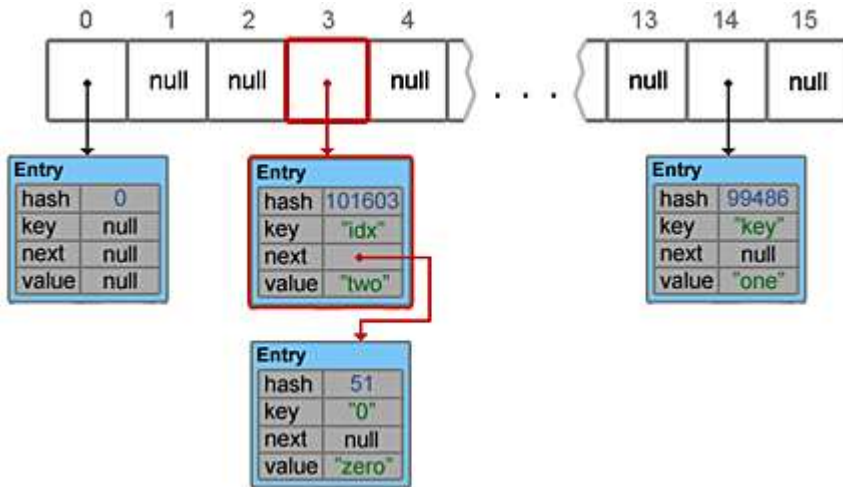 0 1 2 3 4 13 14 15
null null null . . . null null
Entry
hash 0
key null
next null
value null
Entry
hash 101603
key "idx"
next
value "two"
Entry
hash 99486
key "key"
next null
value "one"
Entry
hash 51
key "0"
next null
value "zero"